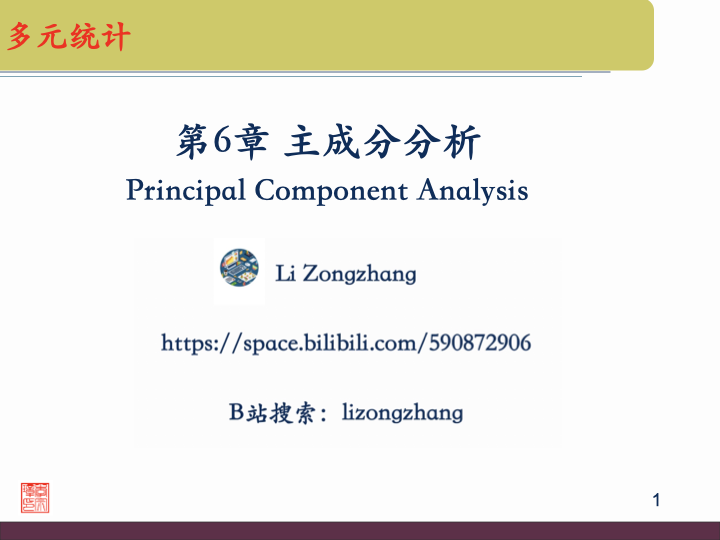 多元统计
第6章 主成分分析
Principal Component Analysis
Li Zongzhang
https://space.bilibili.com/590872906
B站搜索：lizongzhang
1